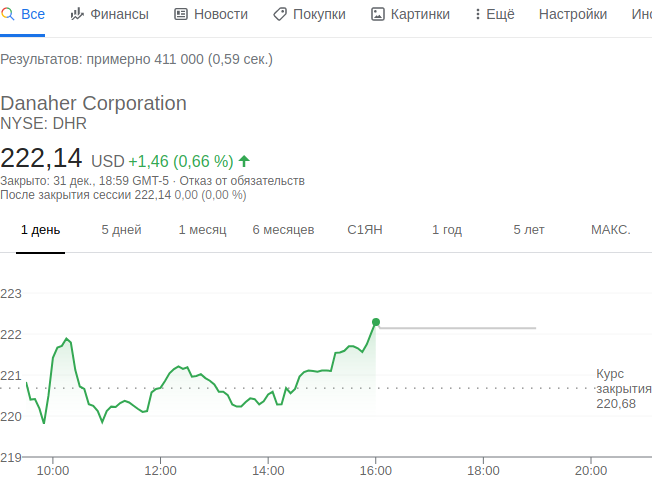 Все Финансы Новости Покупки Картинки Ещё Настройки Инс
Результатов: примерно 411 000 (0,59 сек.)
Danaher Corporation
NYSE: DHR
222,14 USD +1,46 (0,66 %)
Закрыто: 31 дек., 18:59 GMT-5 · Отказ от обязательств
После закрытия сессии 222,14 0,00 (0,00 %)
1 день 5 дней 1 месяц 6 месяцев С1ЯН 1 год 5 лет МАКС.
223
222
221
Курс
закрытия
220,68
220
219
10:00 12:00 14:00 16:00 18:00 20:00